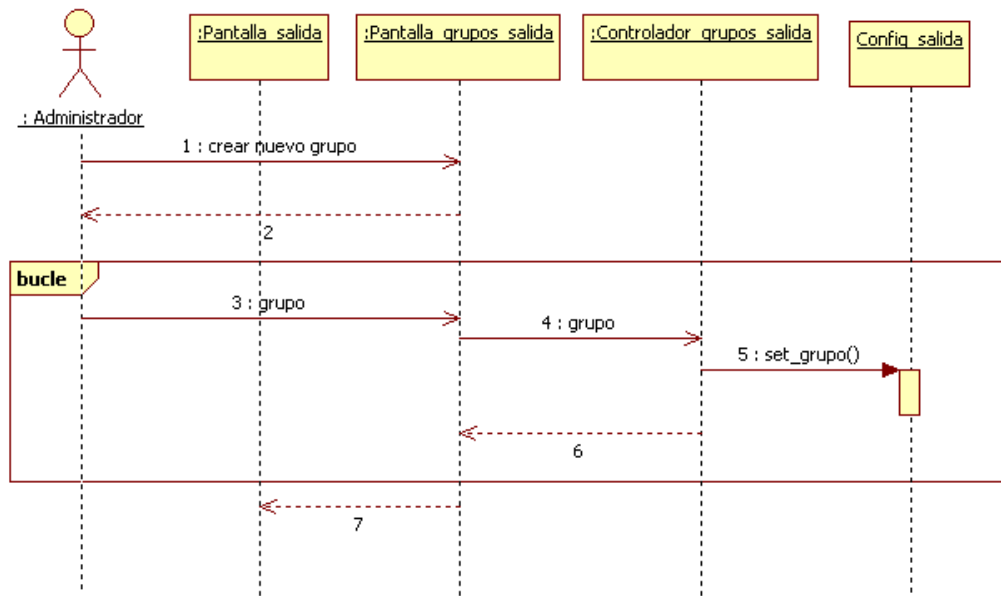 :Pantalla_salida
:Pantalla_grupos_salida
:Controlador_grupos_salida
Config_salida
: Administrador
1 : crear nuevo grupo
2
bucle
3 : grupo
4 : grupo
5 : set_grupo()
6
7